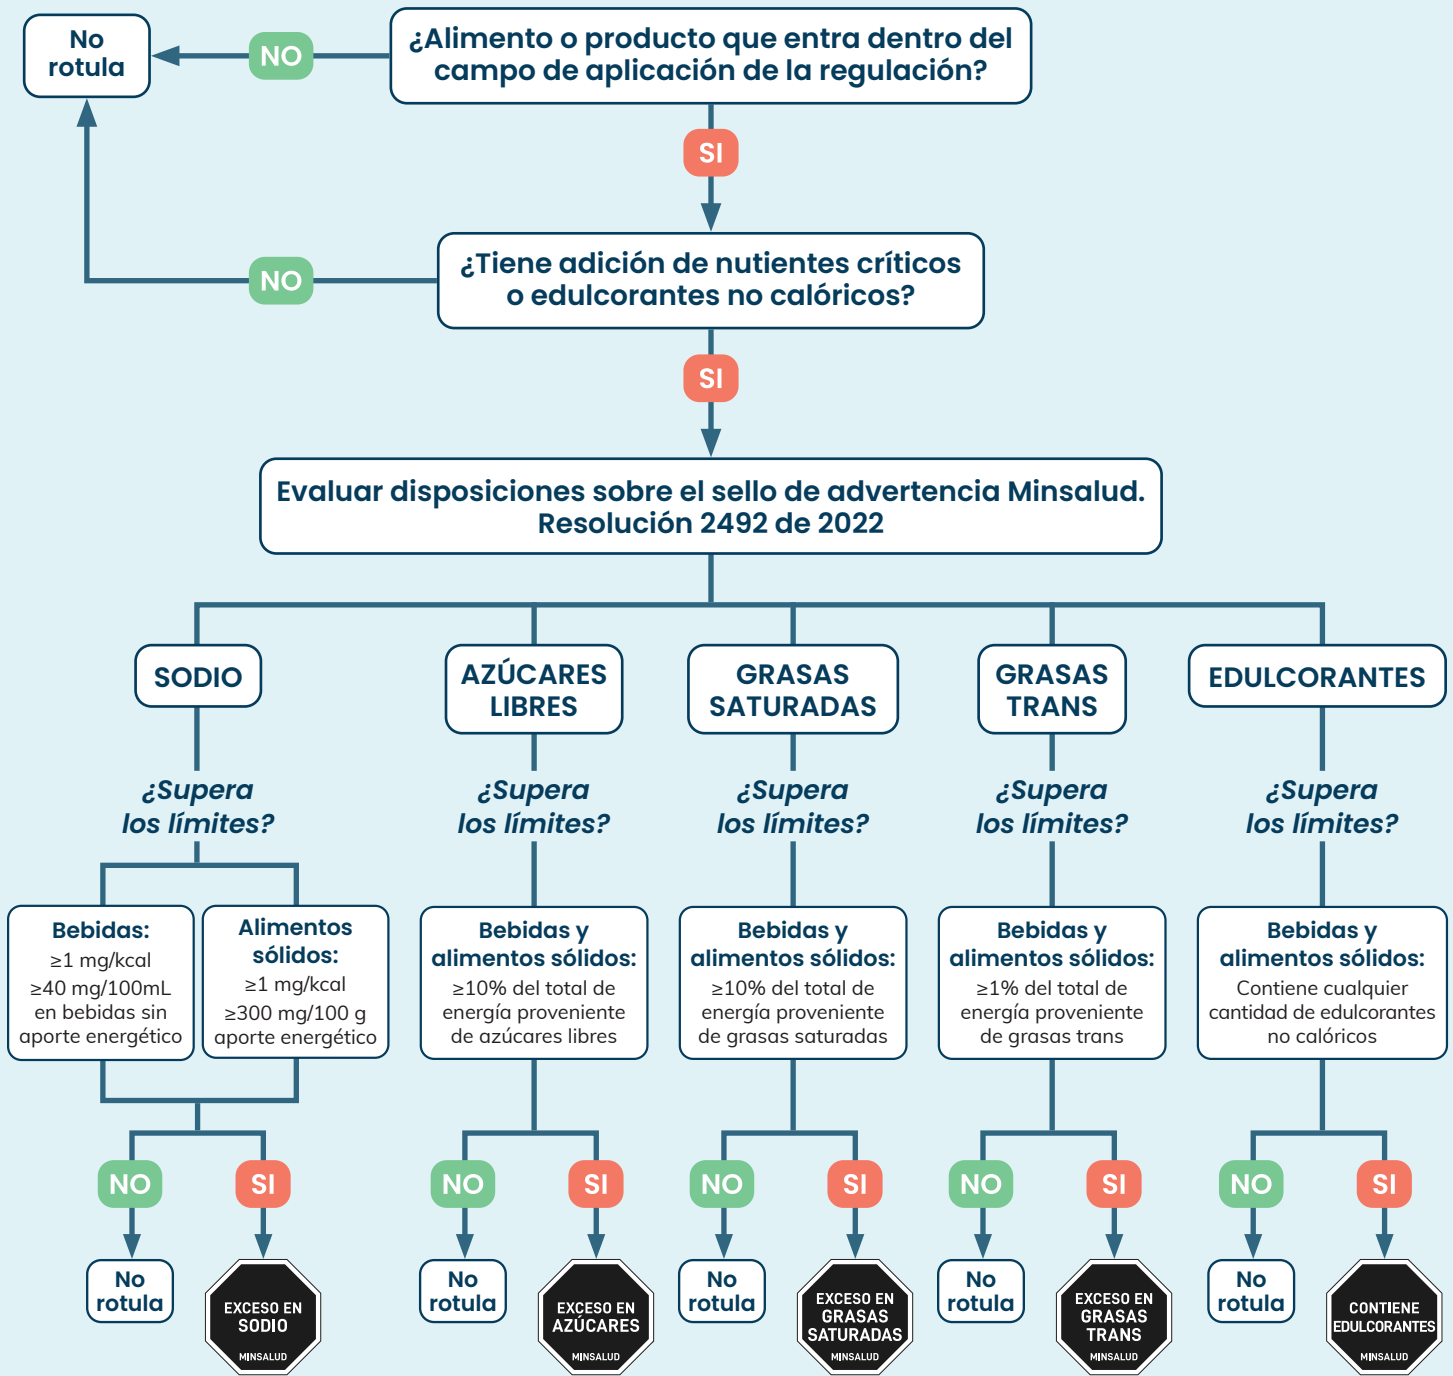 No
rotula
NO
¿Alimento o producto que entra dentro del
campo de aplicación de la regulación?
SI
NO
¿Tiene adición de nutientes críticos
o edulcorantes no calóricos?
SI
Evaluar disposiciones sobre el sello de advertencia Minsalud.
Resolución 2492 de 2022
SODIO
AZÚCARES
LIBRES
GRASAS
SATURADAS
GRASAS
TRANS
EDULCORANTES
¿Supera
los límites?
¿Supera
los límites?
¿Supera
los límites?
¿Supera
los límites?
¿Supera
los límites?
Bebidas:
≥1 mg/kcal
≥40 mg/100mL
en bebidas sin
aporte energético
Alimentos
sólidos:
≥1 mg/kcal
≥300 mg/100 g
aporte energético
Bebidas y
alimentos sólidos:
≥10% del total de
energía proveniente
de azúcares libres
Bebidas y
alimentos sólidos:
≥10% del total de
energía proveniente
de grasas saturadas
Bebidas y
alimentos sólidos:
≥1% del total de
energía proveniente
de grasas trans
Bebidas y
alimentos sólidos:
Contiene cualquier
cantidad de edulcorantes
no calóricos
NO
SI
NO
SI
NO
SI
NO
SI
NO
SI
No
rotula
EXCESO EN
SODIO
MINSALUD
No
rotula
EXCESO EN
AZÚCARES
MINSALUD
No
rotula
EXCESO EN
GRASAS
SATURADAS
MINSALUD
No
rotula
EXCESO EN
GRASAS
TRANS
MINSALUD
No
rotula
CONTIENE
EDULCORANTES
MINSALUD